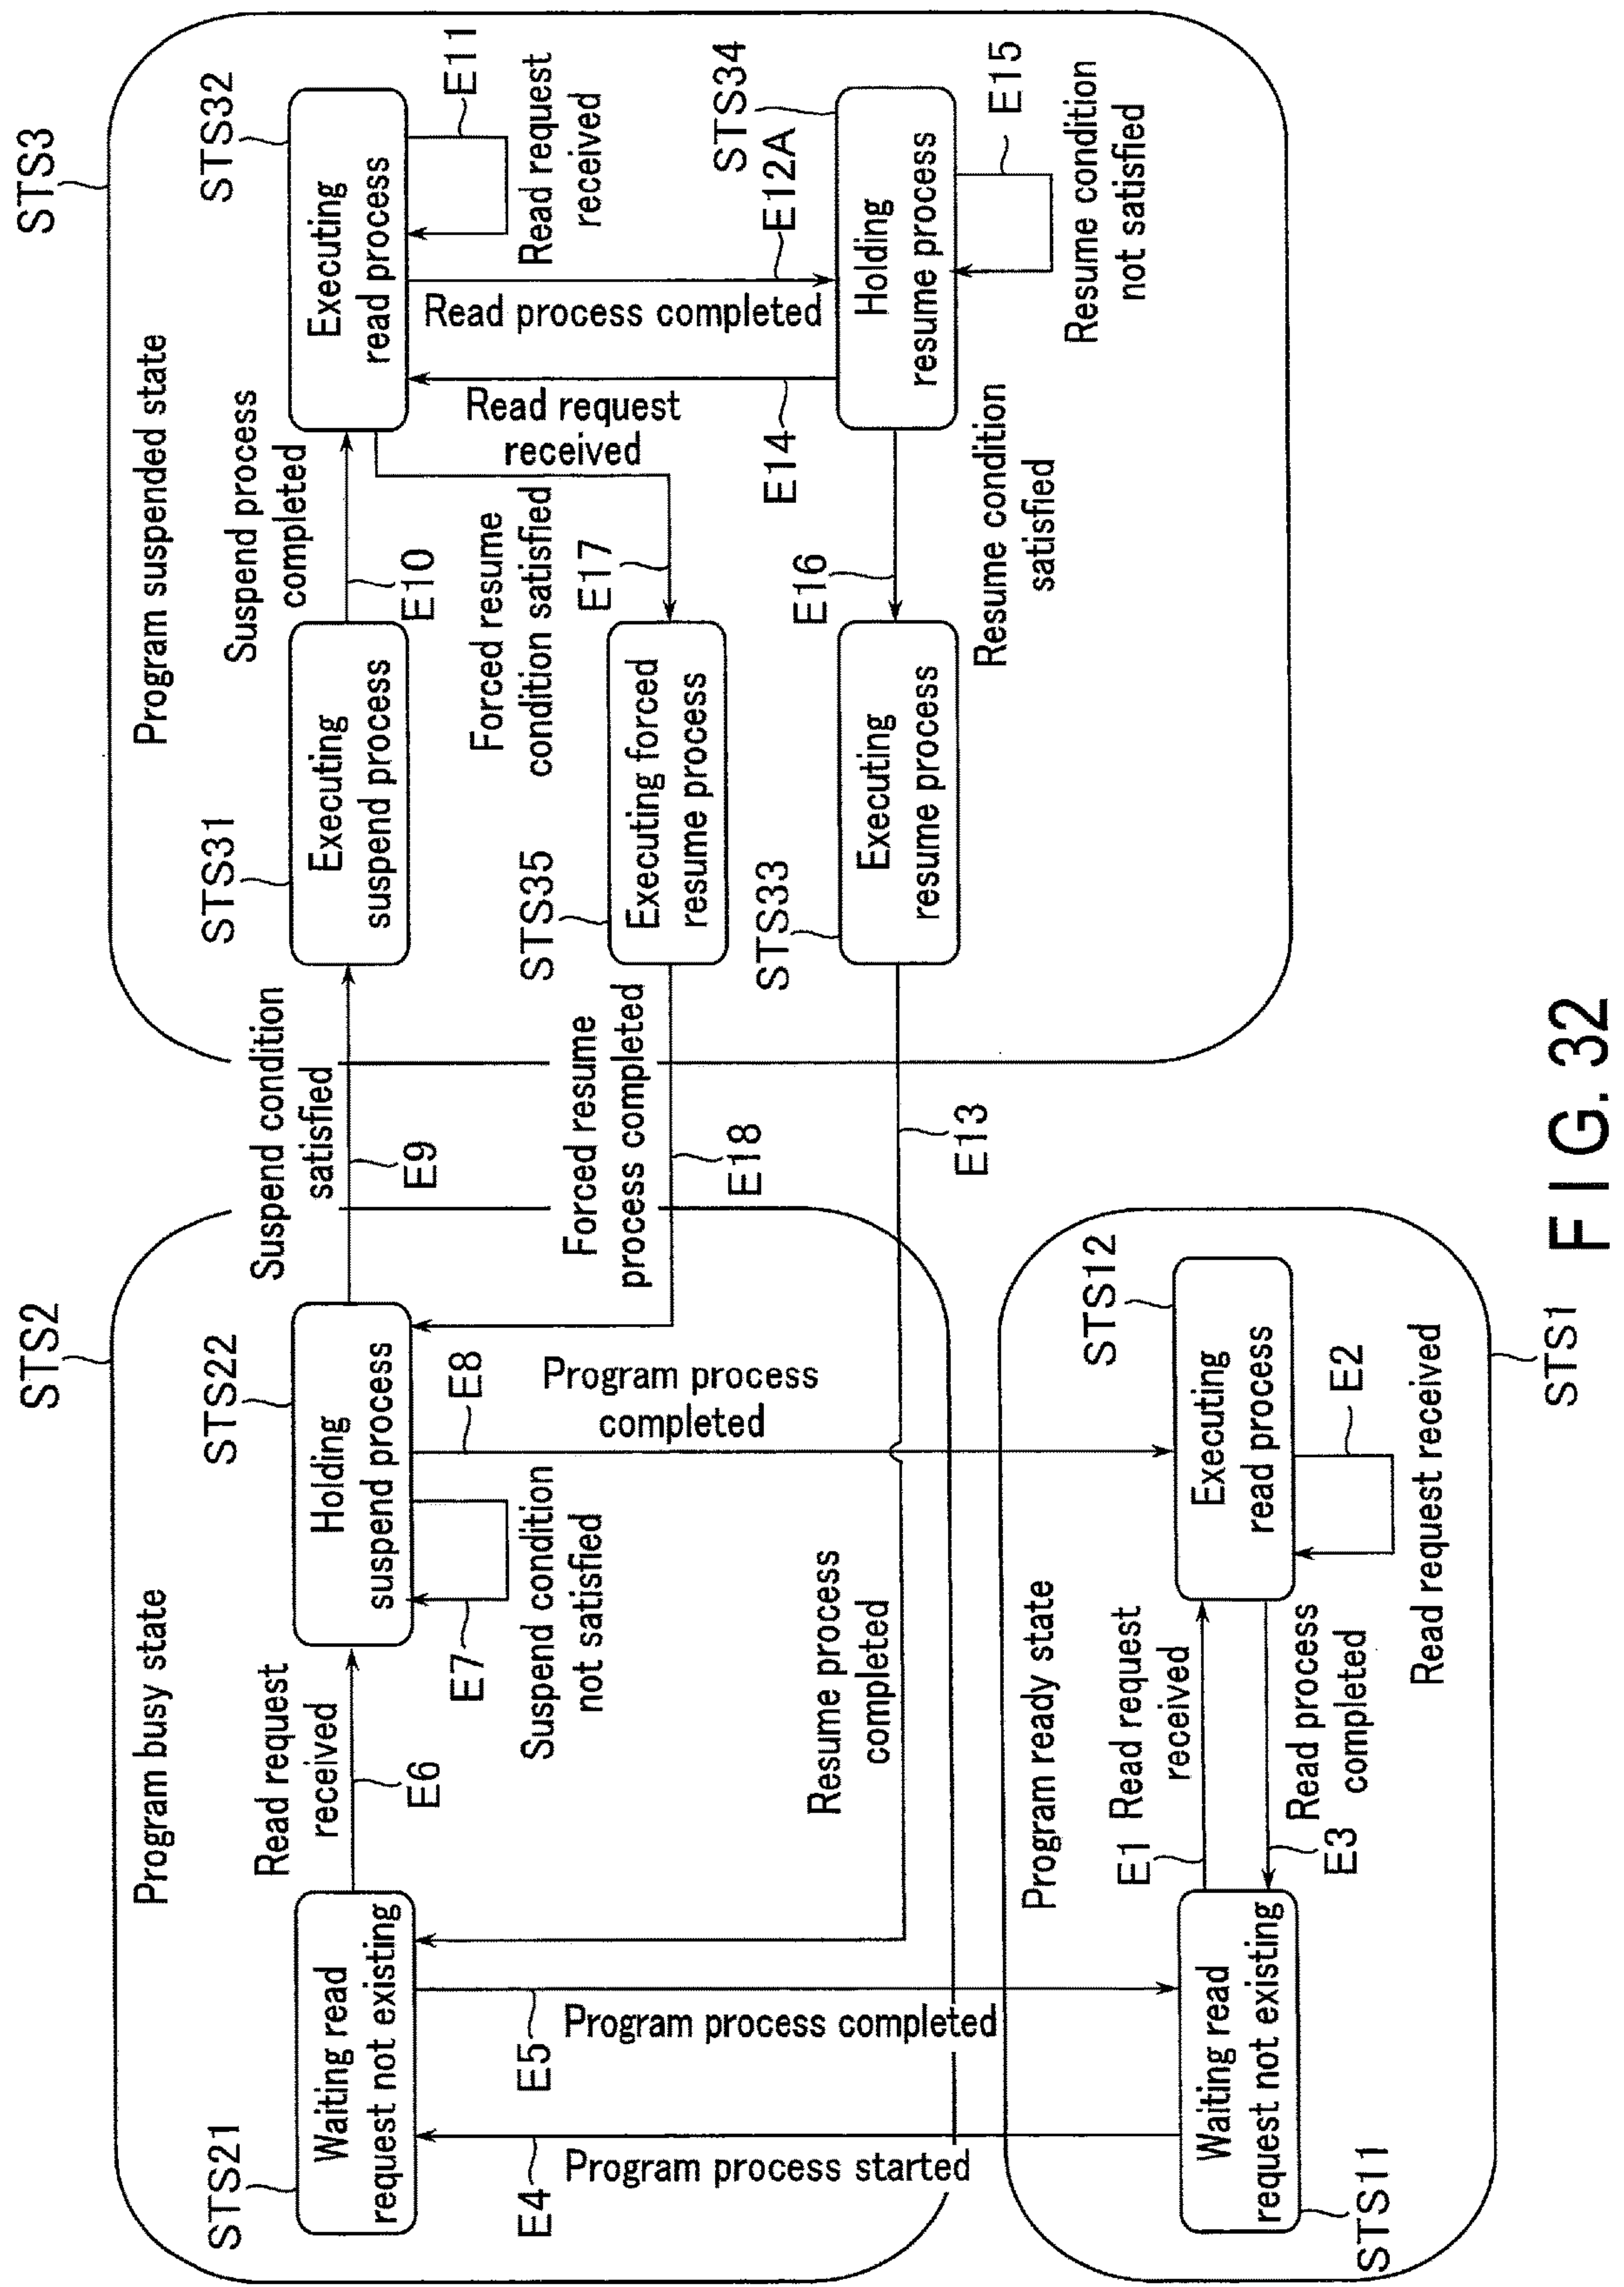 STS2
Program busy state
STS21
Waiting read
request not existing
Read request
received
E6
STS22
Holding
suspend process
E7
Suspend condition
not satisfied
E8
Program process
completed
Suspend condition
satisfied
E9
STS3
Program suspended state
STS31
Executing
suspend process
Suspend process
completed
E10
STS32
Executing
read process
E11
Read request
received
Read process completed
E12A
Read request
received
E14
STS34
Holding
resume process
E15
Resume condition
not satisfied
Forced resume
condition satisfied
E17
STS35
Executing forced
resume process
Forced resume
process completed
E18
E16
Resume condition
satisfied
STS33
Executing
resume process
E13
Resume process
completed
E5
Program process completed
E4
Program process started
Program ready state
STS11
Waiting read
request not existing
E1
Read request
received
Read process
completed
E3
STS12
Executing
read process
E2
Read request received
STS1
FIG. 32